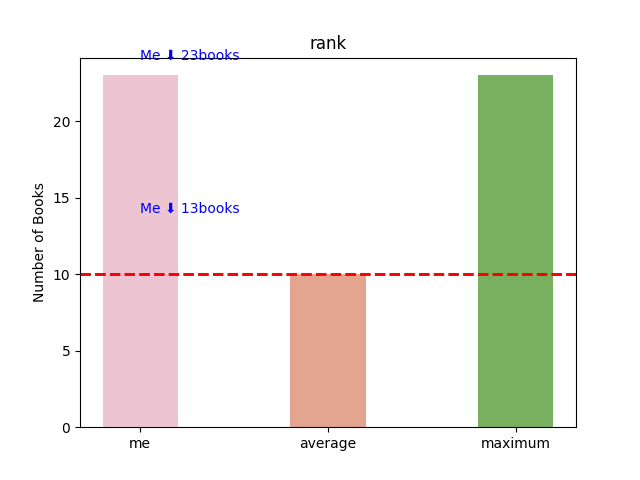 rank
Me ⬇ 23books
Me ⬇ 13books
Number of Books
20
15
10
5
0
me average maximum